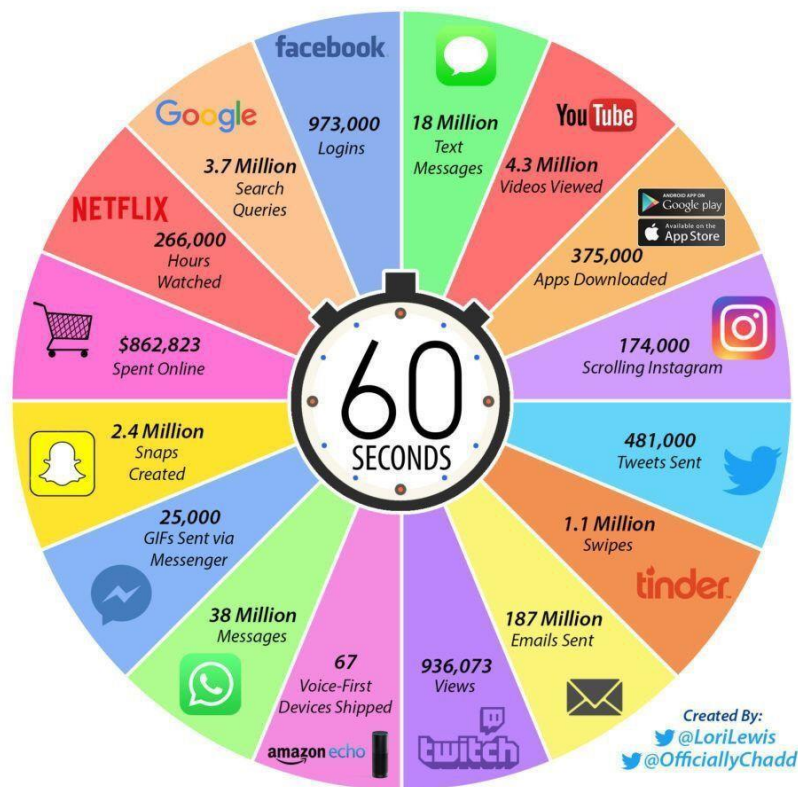 facebook
973,000
Logins
18 Million
Text
Messages
YouTube
4.3 Million
Videos Viewed
ANDROID APP ON
Google play
Available on the
App Store
375,000
Apps Downloaded
174,000
Scrolling Instagram
481,000
Tweets Sent
1.1 Million
Swipes
tinder
187 Million
Emails Sent
936,073
Views
twitch
67
Voice-First
Devices Shipped
amazon echo
38 Million
Messages
25,000
GIFs Sent via
Messenger
2.4 Million
Snaps
Created
$862,823
Spent Online
NETFLIX
266,000
Hours
Watched
Google
3.7 Million
Search
Queries
60
SECONDS
Created By:
@LoriLewis
@OfficiallyChadd